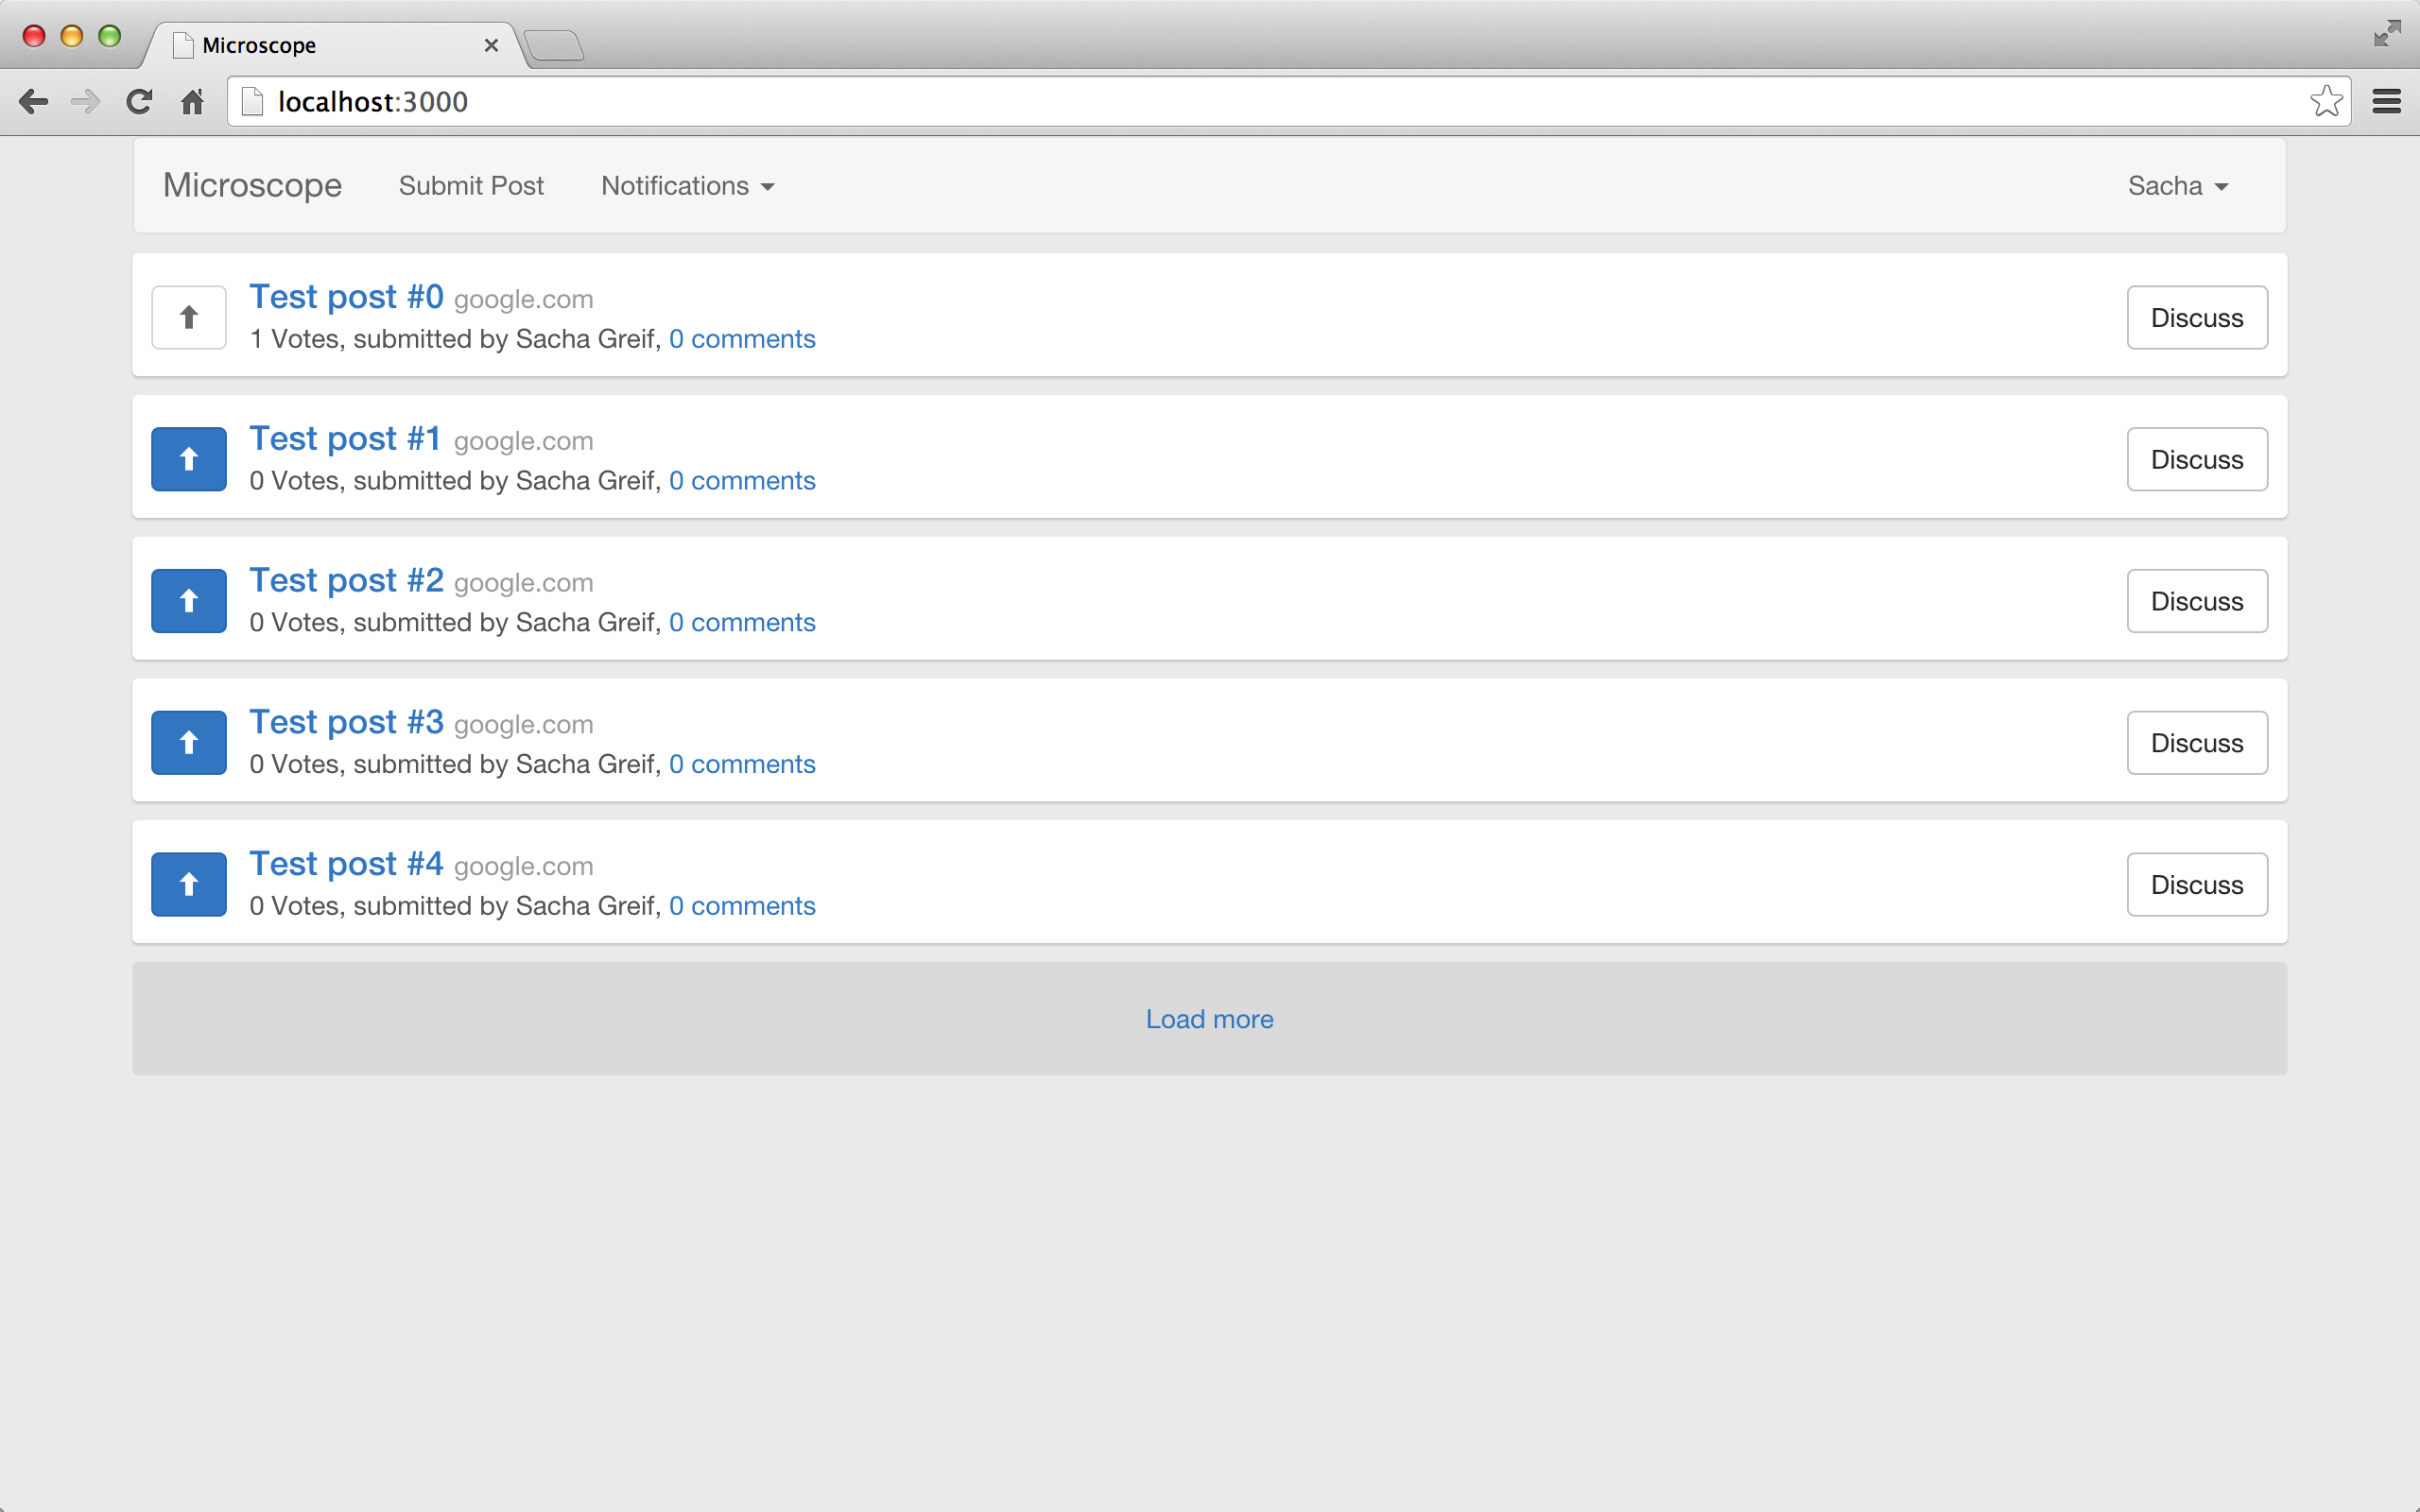 Microscope
localhost:3000
Microscope Submit Post Notifications Sacha
Test post #0 google.com
1 Votes, submitted by Sacha Greif, 0 comments
Discuss
Test post #1 google.com
0 Votes, submitted by Sacha Greif, 0 comments
Discuss
Test post #2 google.com
0 Votes, submitted by Sacha Greif, 0 comments
Discuss
Test post #3 google.com
0 Votes, submitted by Sacha Greif, 0 comments
Discuss
Test post #4 google.com
0 Votes, submitted by Sacha Greif, 0 comments
Discuss
Load more